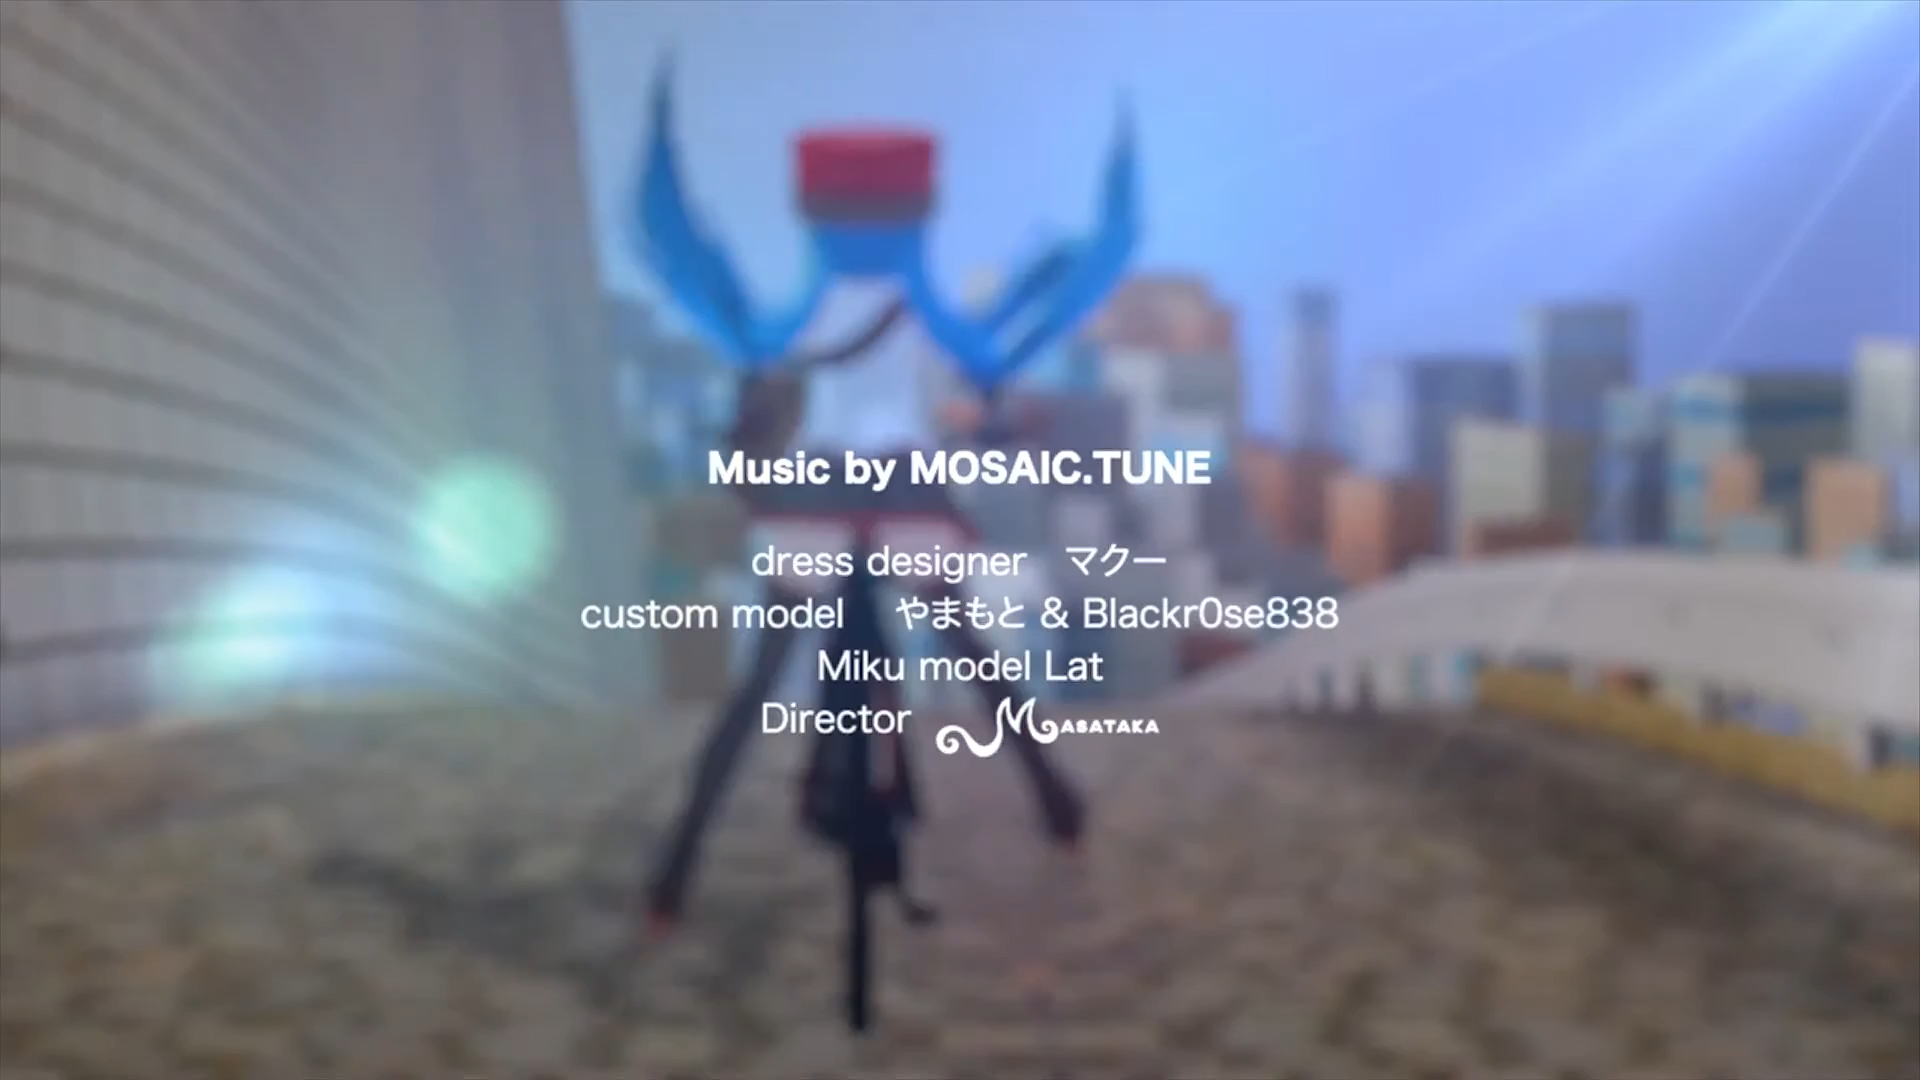 Music by MOSAIC.TUNE
dress designer　マクー
custom model　やまもと & Blackr0se838
Miku model Lat
Director　MASATAKA